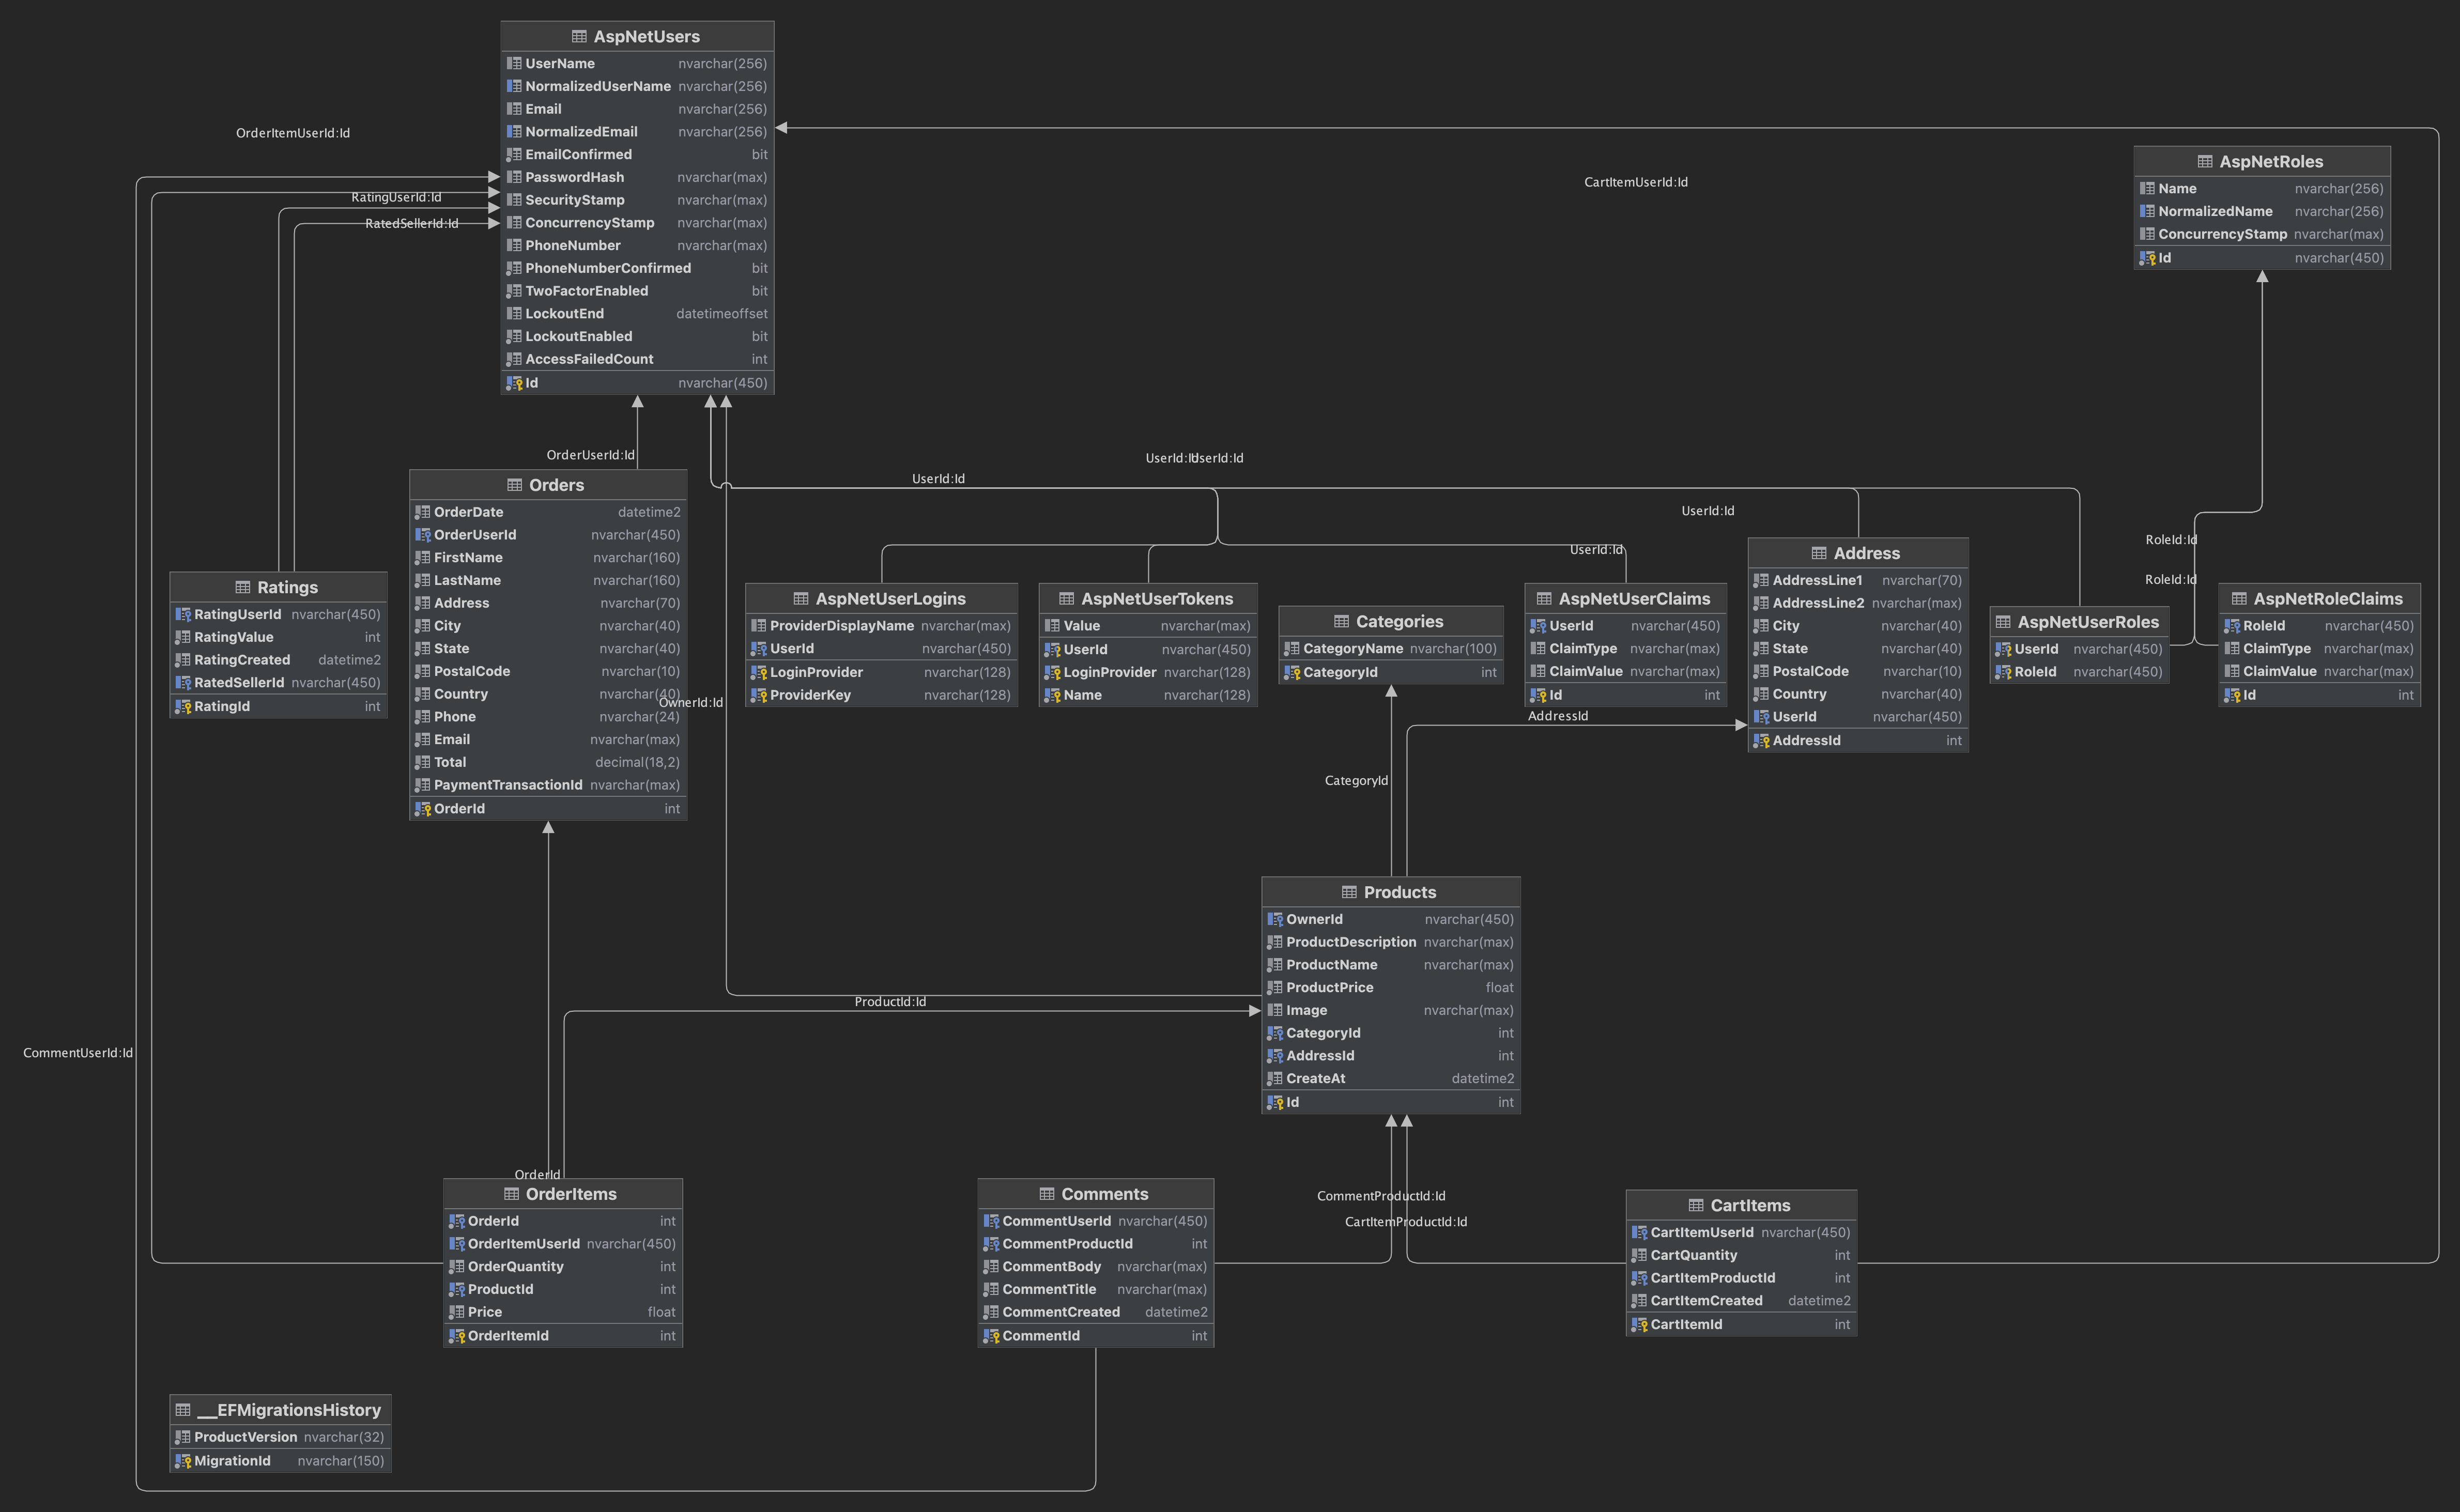 AspNetUsers
UserName nvarchar(256)
NormalizedUserName nvarchar(256)
Email nvarchar(256)
NormalizedEmail nvarchar(256)
EmailConfirmed bit
PasswordHash nvarchar(max)
SecurityStamp nvarchar(max)
ConcurrencyStamp nvarchar(max)
PhoneNumber nvarchar(max)
PhoneNumberConfirmed bit
TwoFactorEnabled bit
LockoutEnd datetimeoffset
LockoutEnabled bit
AccessFailedCount int
Id nvarchar(450)
OrderItemUserId:Id
RatingUserId:Id
RatedSellerId:Id
CartItemUserId:Id
AspNetRoles
Name nvarchar(256)
NormalizedName nvarchar(256)
ConcurrencyStamp nvarchar(max)
Id nvarchar(450)
OrderUserId:Id
UserId:Id
UserId:Id
UserId:Id
UserId:Id
UserId:Id
RoleId:Id
RoleId:Id
Orders
OrderDate datetime2
OrderUserId nvarchar(450)
FirstName nvarchar(160)
LastName nvarchar(160)
Address nvarchar(70)
City nvarchar(40)
State nvarchar(40)
PostalCode nvarchar(10)
Country nvarchar(40)
Phone nvarchar(24)
Email nvarchar(max)
Total decimal(18,2)
PaymentTransactionId nvarchar(max)
OrderId int
OwnerId:Id
Ratings
RatingUserId nvarchar(450)
RatingValue int
RatingCreated datetime2
RatedSellerId nvarchar(450)
RatingId int
AspNetUserLogins
ProviderDisplayName nvarchar(max)
UserId nvarchar(450)
LoginProvider nvarchar(128)
ProviderKey nvarchar(128)
AspNetUserTokens
Value nvarchar(max)
UserId nvarchar(450)
LoginProvider nvarchar(128)
Name nvarchar(128)
Categories
CategoryName nvarchar(100)
CategoryId int
AspNetUserClaims
UserId nvarchar(450)
ClaimType nvarchar(max)
ClaimValue nvarchar(max)
Id int
Address
AddressLine1 nvarchar(70)
AddressLine2 nvarchar(max)
City nvarchar(40)
State nvarchar(40)
PostalCode nvarchar(10)
Country nvarchar(40)
UserId nvarchar(450)
AddressId int
AspNetUserRoles
UserId nvarchar(450)
RoleId nvarchar(450)
AspNetRoleClaims
RoleId nvarchar(450)
ClaimType nvarchar(max)
ClaimValue nvarchar(max)
Id int
AddressId
CategoryId
Products
OwnerId nvarchar(450)
ProductDescription nvarchar(max)
ProductName nvarchar(max)
ProductPrice float
Image nvarchar(max)
CategoryId int
AddressId int
CreateAt datetime2
Id int
ProductId:Id
CommentUserId:Id
OrderId
OrderItems
OrderId int
OrderItemUserId nvarchar(450)
OrderQuantity int
ProductId int
Price float
OrderItemId int
Comments
CommentUserId nvarchar(450)
CommentProductId int
CommentBody nvarchar(max)
CommentTitle nvarchar(max)
CommentCreated datetime2
CommentId int
CommentProductId:Id
CartItemProductId:Id
CartItems
CartItemUserId nvarchar(450)
CartQuantity int
CartItemProductId int
CartItemCreated datetime2
CartItemId int
__EFMigrationsHistory
ProductVersion nvarchar(32)
MigrationId nvarchar(150)